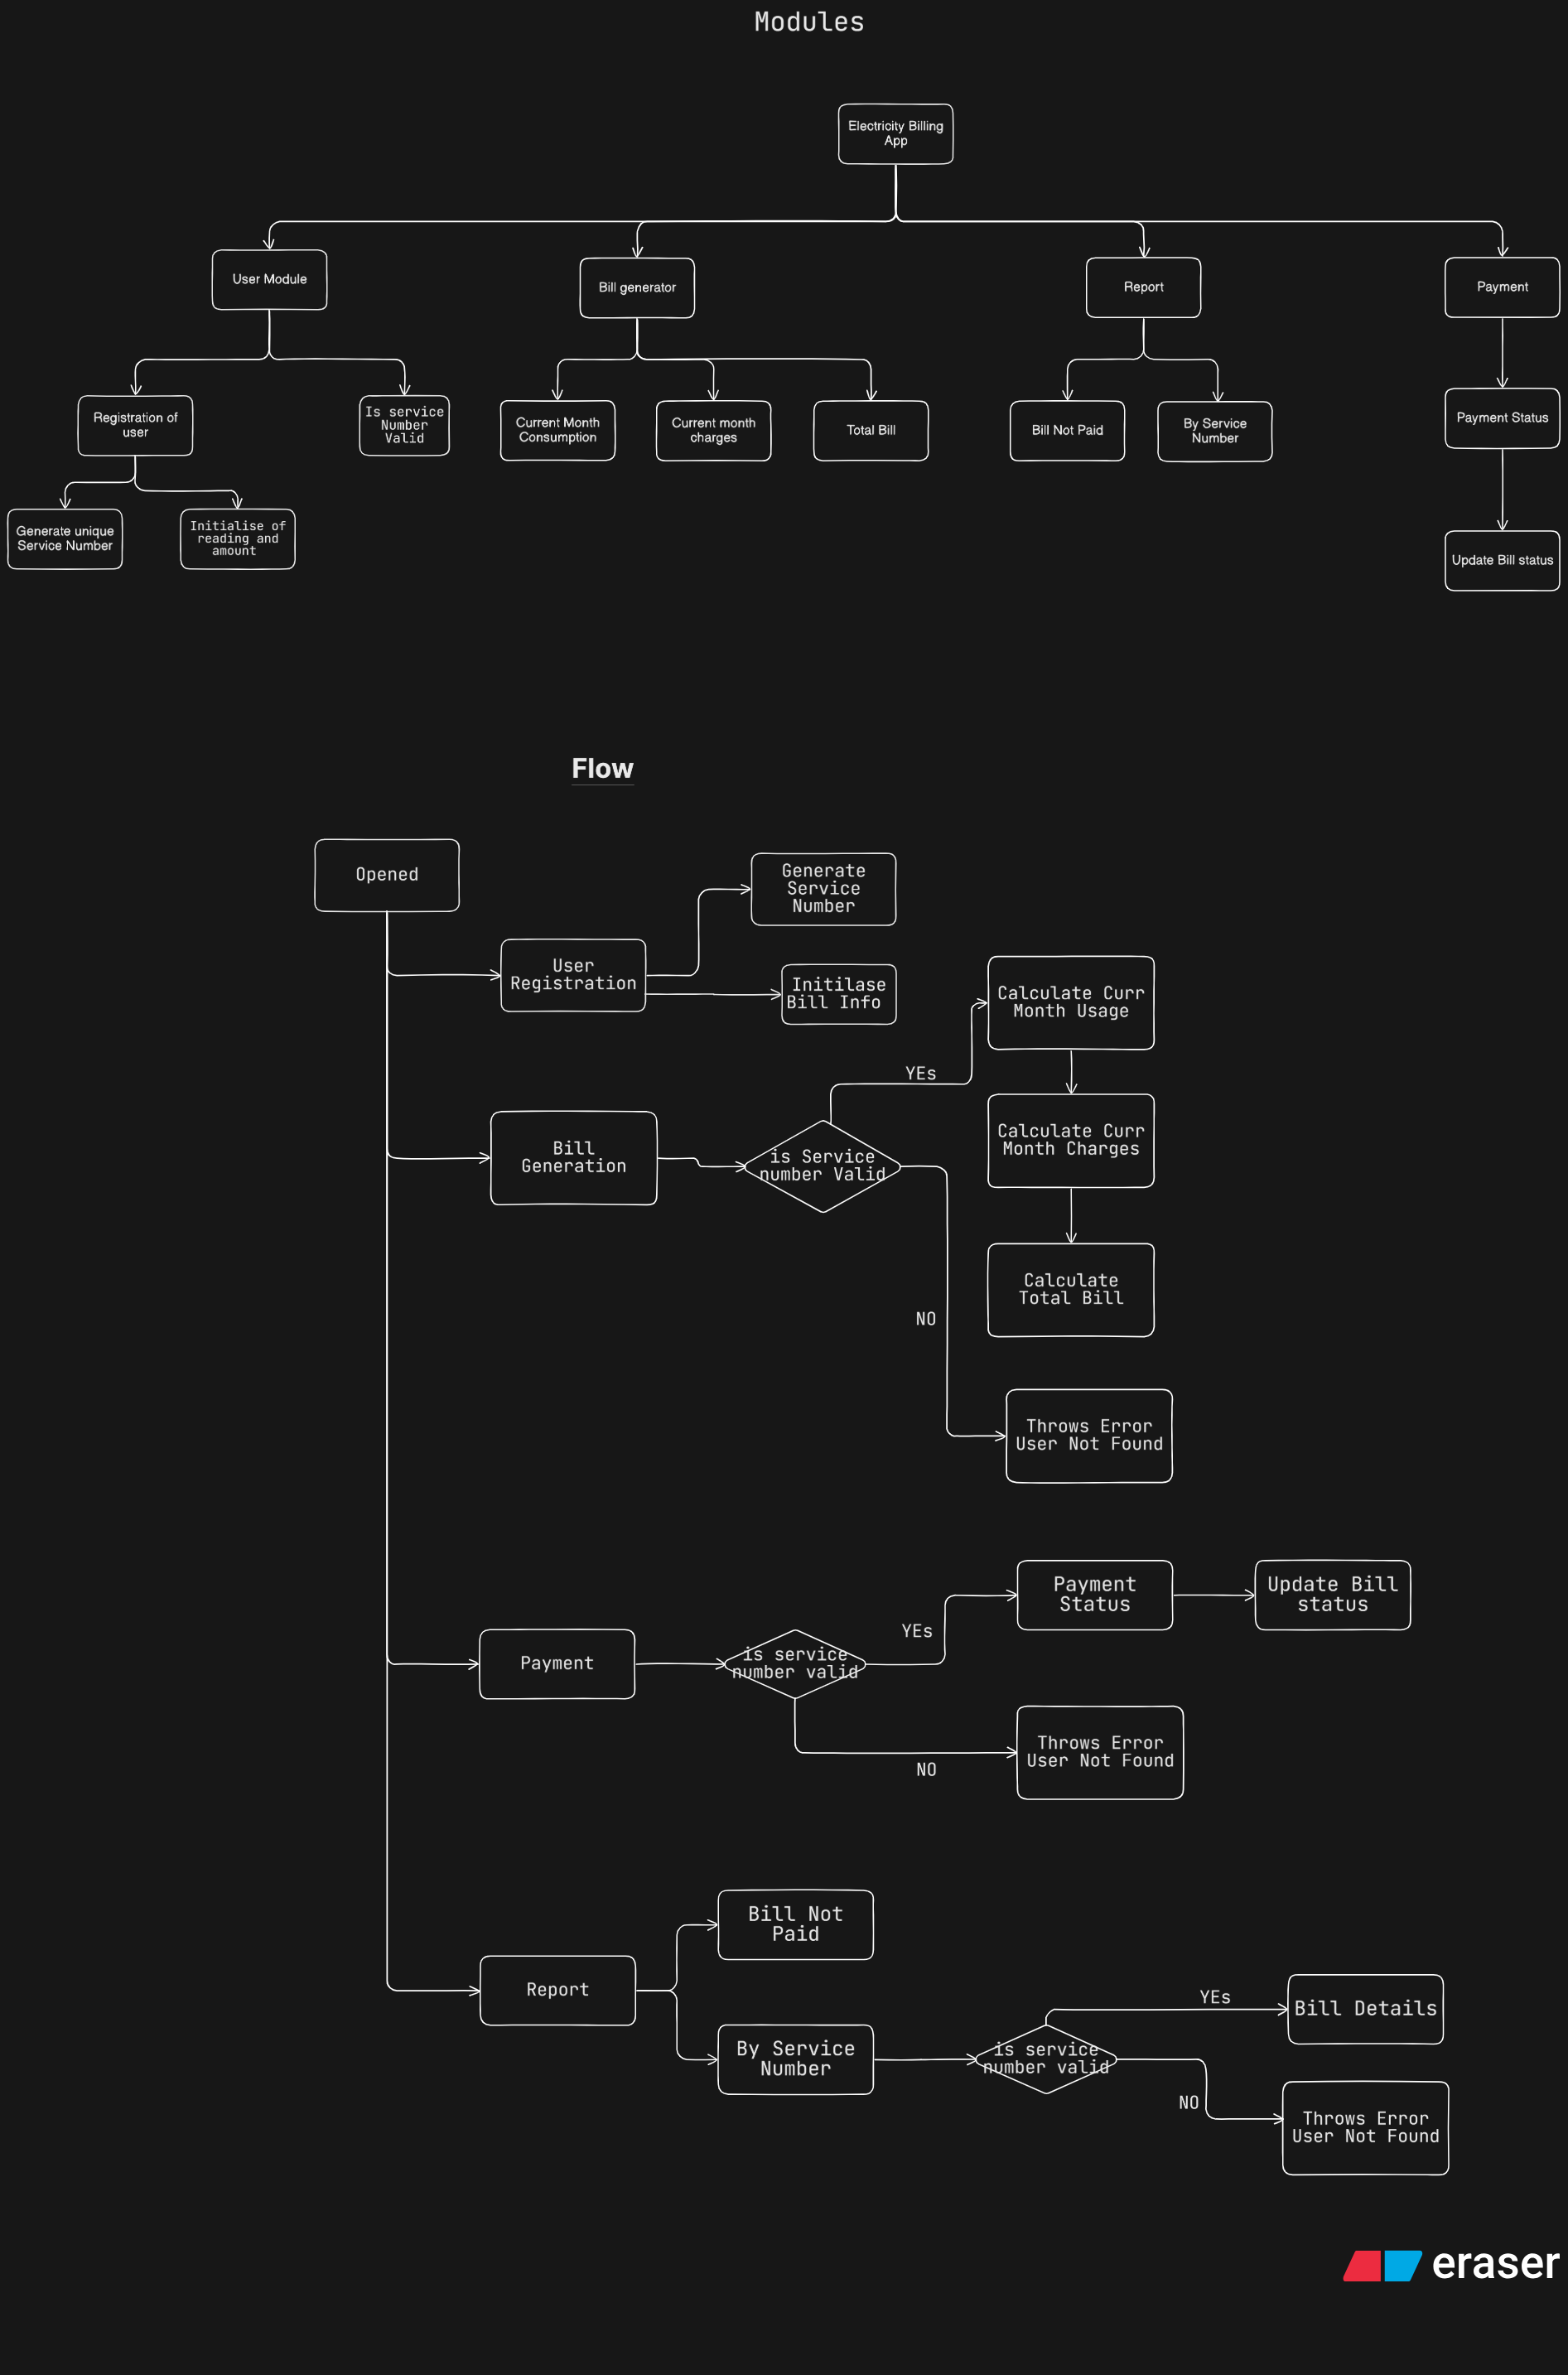 Modules
Electricity Billing
App
User Module
Bill generator
Report
Payment
Registration of
user
Is service
Number
Valid
Current Month
Consumption
Current month
charges
Total Bill
Bill Not Paid
By Service
Number
Payment Status
Generate unique
Service Number
Initialise of
reading and
amount
Update Bill status
Flow
Opened
Generate
Service
Number
User
Registration
Initilase
Bill Info
Calculate Curr
Month Usage
YEs
Bill
Generation
is Service
number Valid
Calculate Curr
Month Charges
Calculate
Total Bill
NO
Throws Error
User Not Found
Payment
Status
Update Bill
status
YEs
Payment
is service
number valid
Throws Error
User Not Found
NO
Bill Not
Paid
Report
YEs
Bill Details
By Service
Number
is service
number valid
NO
Throws Error
User Not Found
eraser